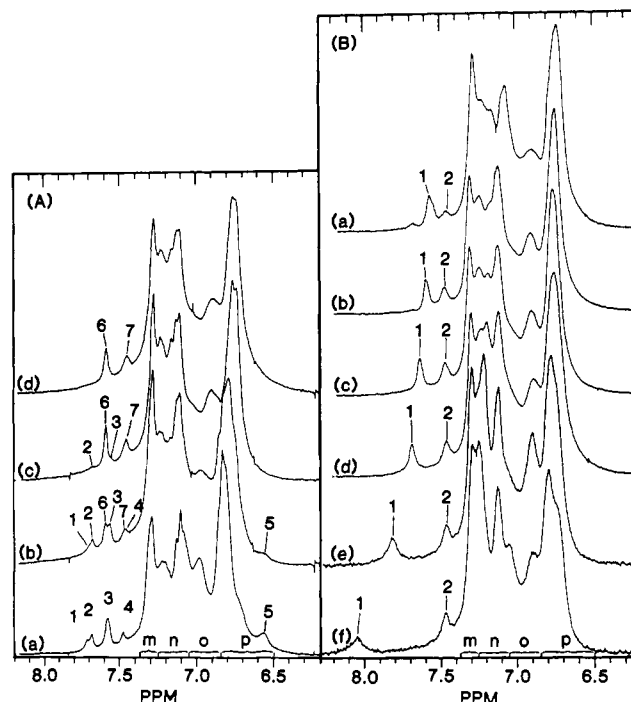 (A)
6
7
(d)
6
2
3
7
(c)
1 2 6 3 7 4
5
(b)
1 2 3 4
5
(a)
m n o p
8.0 7.5 7.0 6.5
PPM
(B)
1
2
(a)
1 2
(b)
1
2
(c)
1
2
(d)
1
2
(e)
1
2
(f)
m n o p
8.0 7.5 7.0 6.5
PPM